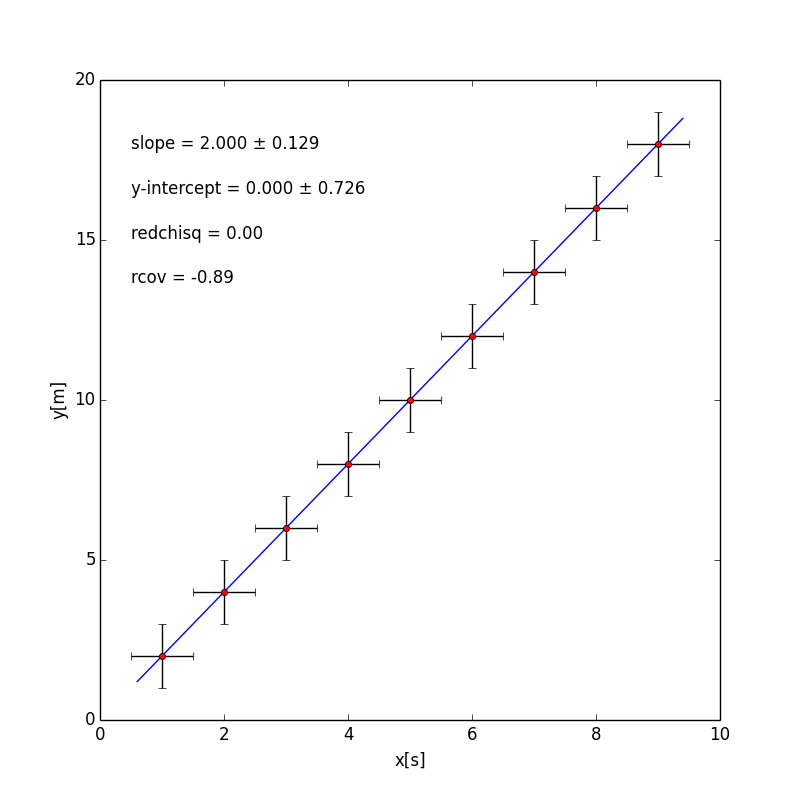 20
slope = 2.000 ± 0.129
y-intercept = 0.000 ± 0.726
15
redchisq = 0.00
rcov = -0.89
y[m]
10
5
0
0 2 4 6 8 10
x[s]